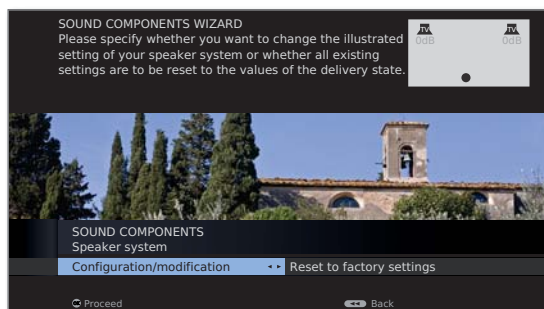 SOUND COMPONENTS WIZARD
Please specify whether you want to change the illustrated
setting of your speaker system or whether all existing
settings are to be reset to the values of the delivery state.
TV TV
0dB 0dB
SOUND COMPONENTS
Speaker system
Configuration/modification Reset to factory settings
OK Proceed Back